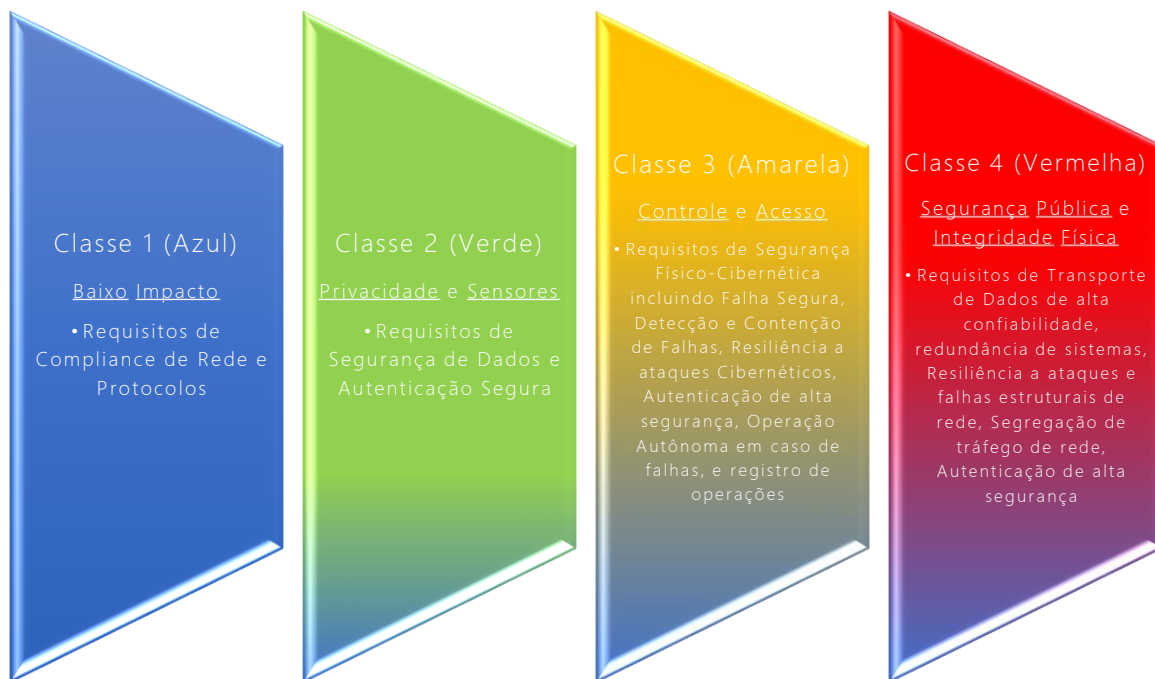 Classe 1 (Azul)
Baixo Impacto
• Requisitos de
Compliance de Rede e
Protocolos
Classe 2 (Verde)
Privacidade e Sensores
• Requisitos de
Segurança de Dados e
Autenticação Segura
Classe 3 (Amarela)
Controle e Acesso
• Requisitos de Segurança
Físico-Cibernética
incluindo Falha Segura,
Detecção e Contenção
de Falhas, Resiliência a
ataques Cibernéticos,
Autenticação de alta
segurança, Operação
Autônoma em caso de
falhas, e registro de
operações
Classe 4 (Vermelha)
Segurança Pública e
Integridade Física
• Requisitos de Transporte
de Dados de alta
confiabilidade,
redundância de sistemas,
Resiliência a ataques e
falhas estruturais de
rede, Segregação de
tráfego de rede,
Autenticação de alta
segurança